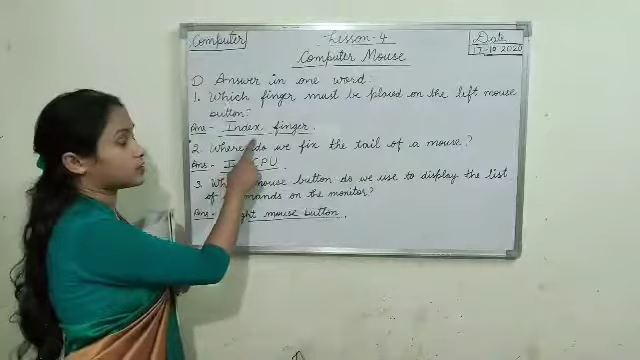 Computer
Lesson-4
Date
17-10-2020
Computer Mouse
D Answer in one word:
1. Which finger must be placed on the left mouse
button?
Ans- Index finger.
2. Where do we fix the tail of a mouse?
Ans- CPU.
3. mouse button do we use to display the list
of on the monitor?
Ans- mouse button.